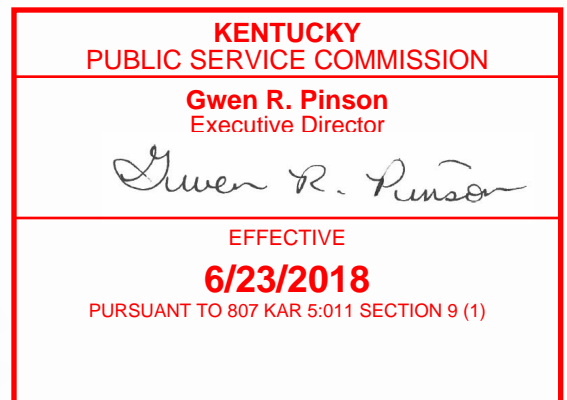 KENTUCKY
PUBLIC SERVICE COMMISSION
Gwen R. Pinson
Executive Director
Gwen R. Pinson
EFFECTIVE
6/23/2018
PURSUANT TO 807 KAR 5:011 SECTION 9 (1)